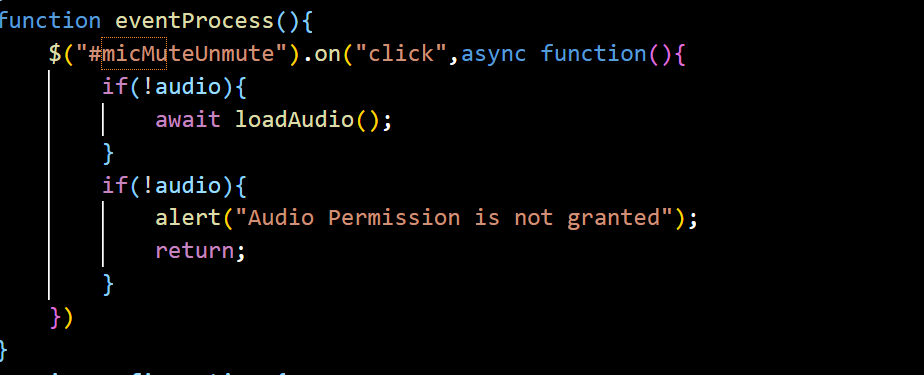 function eventProcess(){
$("#micMuteUnmute").on("click",async function(){
if(!audio){
await loadAudio();
}
if(!audio){
alert("Audio Permission is not granted");
return;
}
})
}